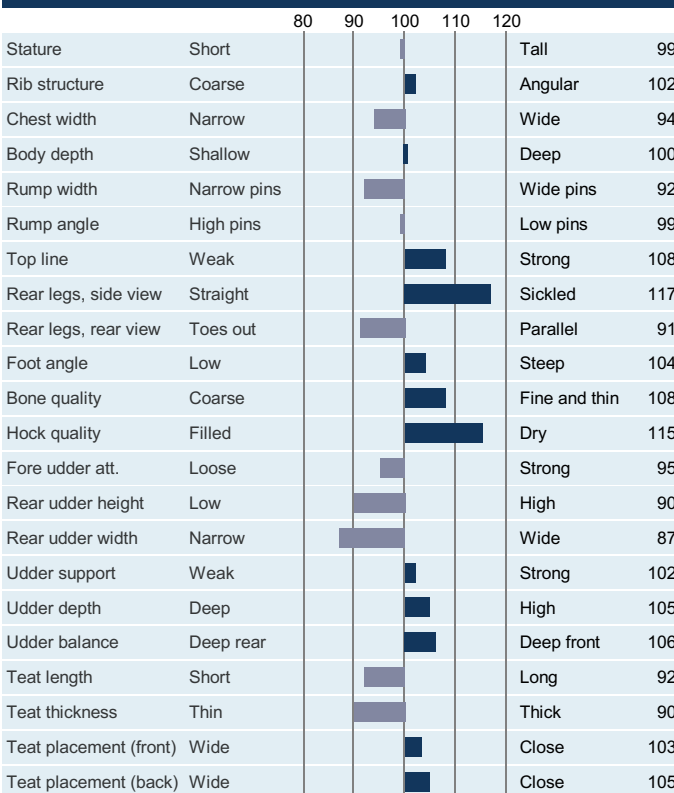 80 90 100 110 120
Stature Short Tall 99
Rib structure Coarse Angular 102
Chest width Narrow Wide 94
Body depth Shallow Deep 100
Rump width Narrow pins Wide pins 92
Rump angle High pins Low pins 99
Top line Weak Strong 108
Rear legs, side view Straight Sickled 117
Rear legs, rear view Toes out Parallel 91
Foot angle Low Steep 104
Bone quality Coarse Fine and thin 108
Hock quality Filled Dry 115
Fore udder att. Loose Strong 95
Rear udder height Low High 90
Rear udder width Narrow Wide 87
Udder support Weak Strong 102
Udder depth Deep High 105
Udder balance Deep rear Deep front 106
Teat length Short Long 92
Teat thickness Thin Thick 90
Teat placement (front) Wide Close 103
Teat placement (back) Wide Close 105